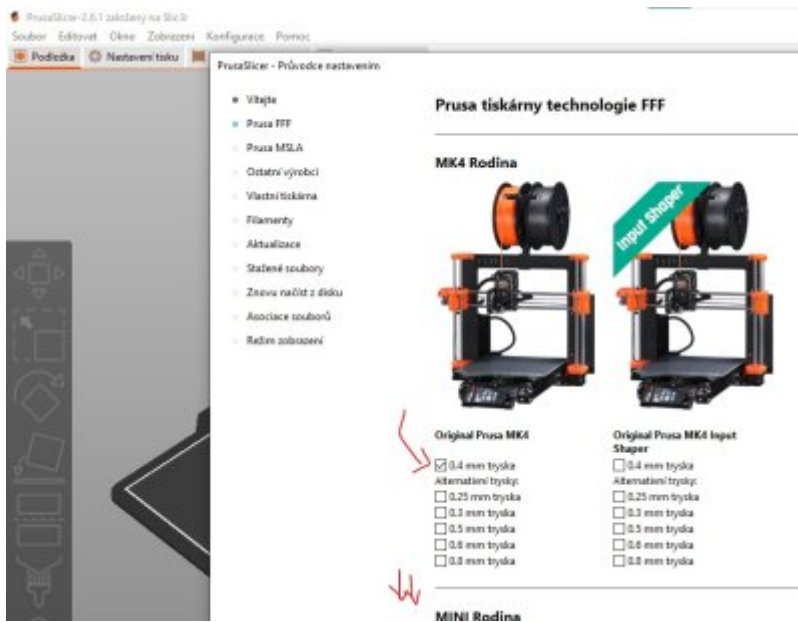 PrusaSlicer-2.6.1 založený na Slic3r
Soubor Editovat Okno Zobrazení Konfigurace Pomoc
Podložka Nastavení tisku
PrusaSlicer - Průvodce nastavením
Vítejte
Prusa FFF
Prusa MSLA
Ostatní výrobci
Vlastní tiskárna
Filamenty
Aktualizace
Stažené soubory
Znovu načíst z disku
Asociace souborů
Režim zobrazení
Prusa tiskárny technologie FFF
MK4 Rodina
Input Shaper
Original Prusa MK4
0.4 mm tryska
Alternativní trysky:
0.25 mm tryska
0.3 mm tryska
0.5 mm tryska
0.6 mm tryska
0.8 mm tryska
Original Prusa MK4 Input
Shaper
0.4 mm tryska
Alternativní trysky:
0.25 mm tryska
0.3 mm tryska
0.5 mm tryska
0.6 mm tryska
0.8 mm tryska
MINI Rodina